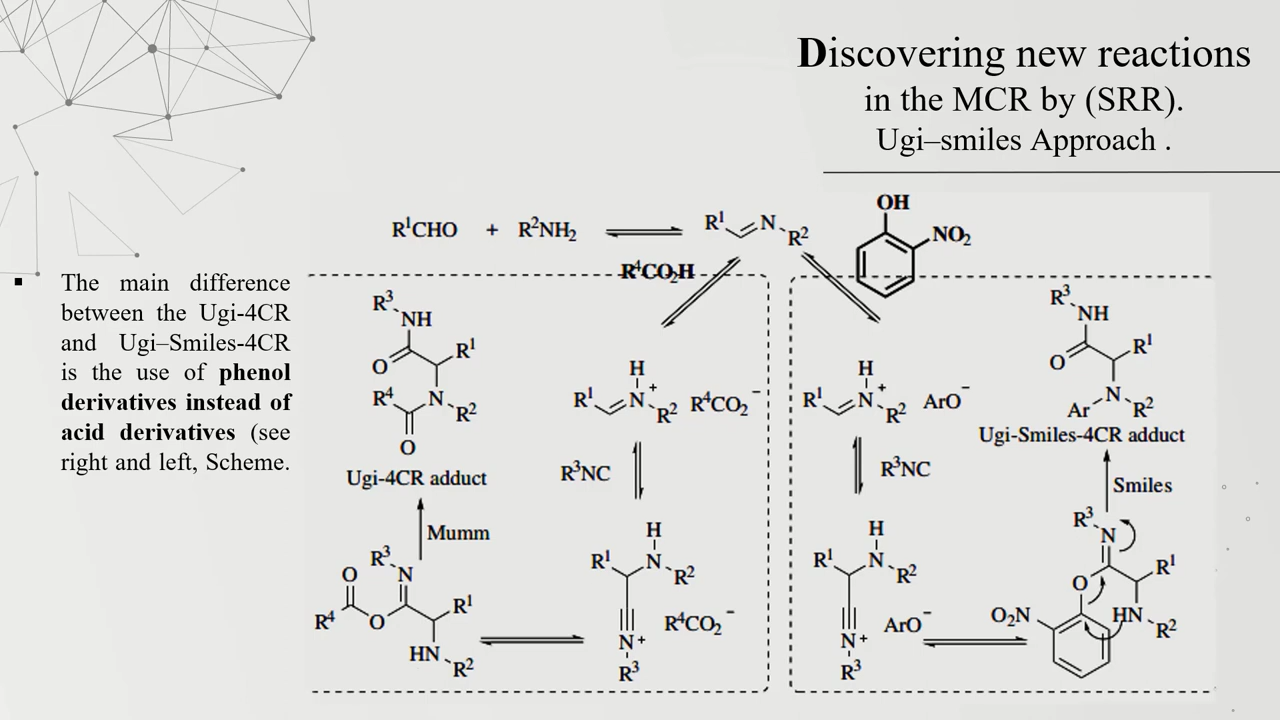 Discovering new reactions
in the MCR by (SRR).
Ugi–smiles Approach .
▪ The main difference
between the Ugi-4CR
and Ugi–Smiles-4CR
is the use of phenol
derivatives instead of
acid derivatives (see
right and left, Scheme.
R¹CHO + R²NH₂
R¹ N R²
OH
NO₂
R⁴CO₂H
R³
NH
O
R¹
R⁴
N
R²
O
Ugi-4CR adduct
Mumm
R³
N
O
R⁴
O
R¹
HN
R²
H
R¹ N⁺ R² R⁴CO₂⁻
R³NC
H
R¹ N R²
R⁴CO₂⁻
N⁺
R³
H
R¹ N⁺ R² ArO⁻
R³NC
H
R¹ N R²
ArO⁻
N⁺
R³
R³
NH
O
R¹
N
Ar
R²
Ugi-Smiles-4CR adduct
Smiles
R³
N
R¹
O
O₂N
HN
R²